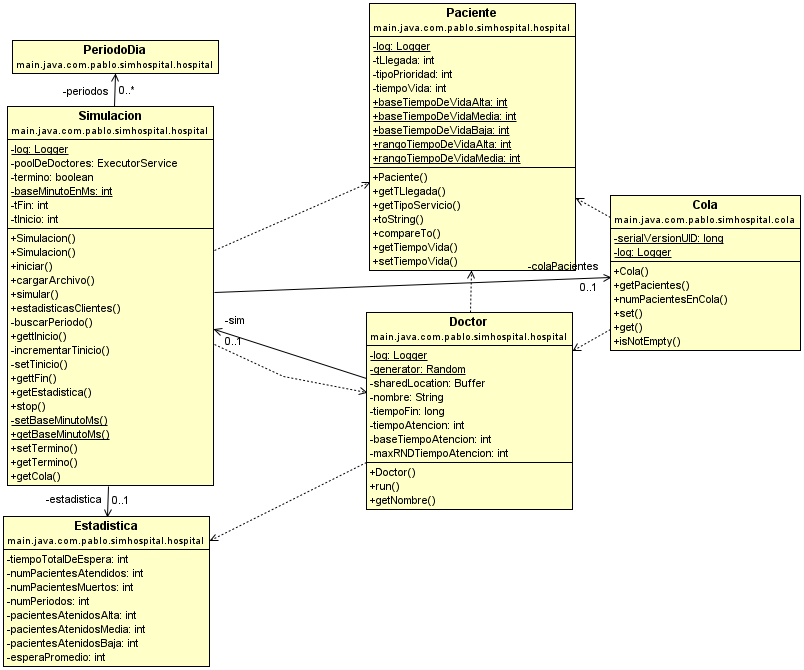 PeriodoDia
main.java.com.pablo.simhospital.hospital
-periodos
0..*
Simulacion
main.java.com.pablo.simhospital.hospital
-log: Logger
-poolDeDoctores: ExecutorService
-termino: boolean
-baseMinutoEnMs: int
-tFin: int
-tInicio: int
+Simulacion()
+Simulacion()
+iniciar()
+cargarArchivo()
+simular()
+estadisticasClientes()
-buscarPeriodo()
+gettInicio()
-incrementarTinicio()
-setTinicio()
+gettFin()
+getEstadistica()
+stop()
-setBaseMinutoMs()
+getBaseMinutoMs()
+setTermino()
+getTermino()
+getCola()
-estadistica
0..1
Estadistica
main.java.com.pablo.simhospital.hospital
-tiempoTotalDeEspera: int
-numPacientesAtendidos: int
-numPacientesMuertos: int
-numPeriodos: int
-pacientesAtenidosAlta: int
-pacientesAtenidosMedia: int
-pacientesAtenidosBaja: int
-esperaPromedio: int
Paciente
main.java.com.pablo.simhospital.hospital
-log: Logger
-tLlegada: int
-tipoPrioridad: int
-tiempoVida: int
+baseTiempoDeVidaAlta: int
+baseTiempoDeVidaMedia: int
+baseTiempoDeVidaBaja: int
+rangoTiempoDeVidaAlta: int
+rangoTiempoDeVidaMedia: int
+Paciente()
+getTLlegada()
+getTipoServicio()
+toString()
+compareTo()
+getTiempoVida()
+setTiempoVida()
-colaPacientes
0..1
-sim
0..1
Doctor
main.java.com.pablo.simhospital.hospital
-log: Logger
-generator: Random
-sharedLocation: Buffer
-nombre: String
-tiempoFin: long
-tiempoAtencion: int
-baseTiempoAtencion: int
-maxRNDTiempoAtencion: int
+Doctor()
+run()
+getNombre()
Cola
main.java.com.pablo.simhospital.cola
-serialVersionUID: long
-log: Logger
+Cola()
+getPacientes()
+numPacientesEnCola()
+set()
+get()
+isNotEmpty()